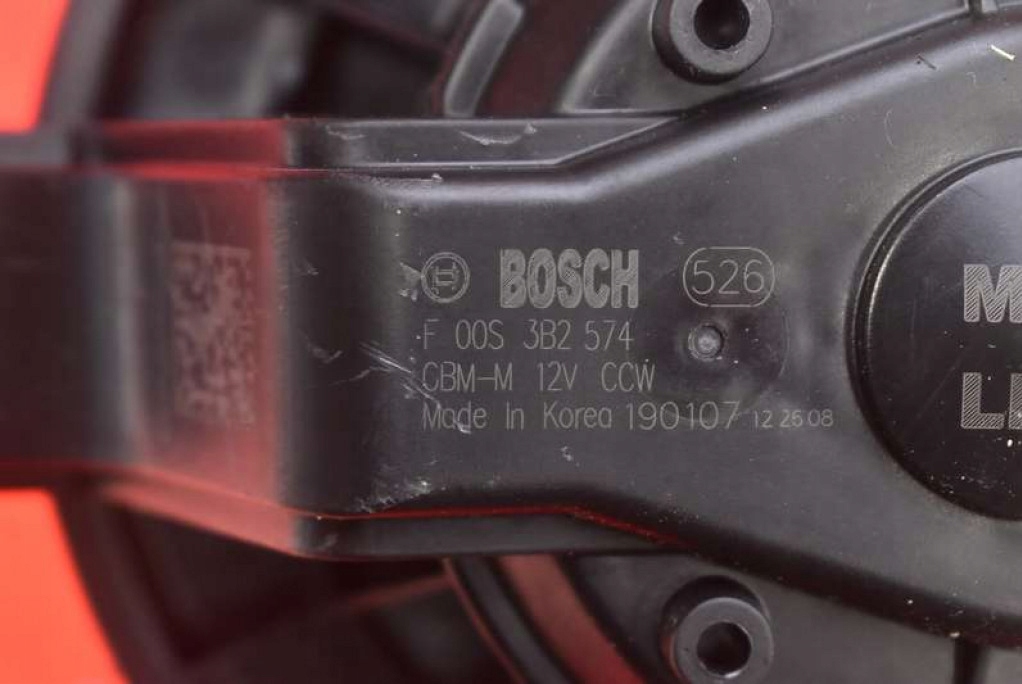 BOSCH 526
F 00S 3B2 574
CBM-M 12V CCW
Made In Korea 190107 12 25 08